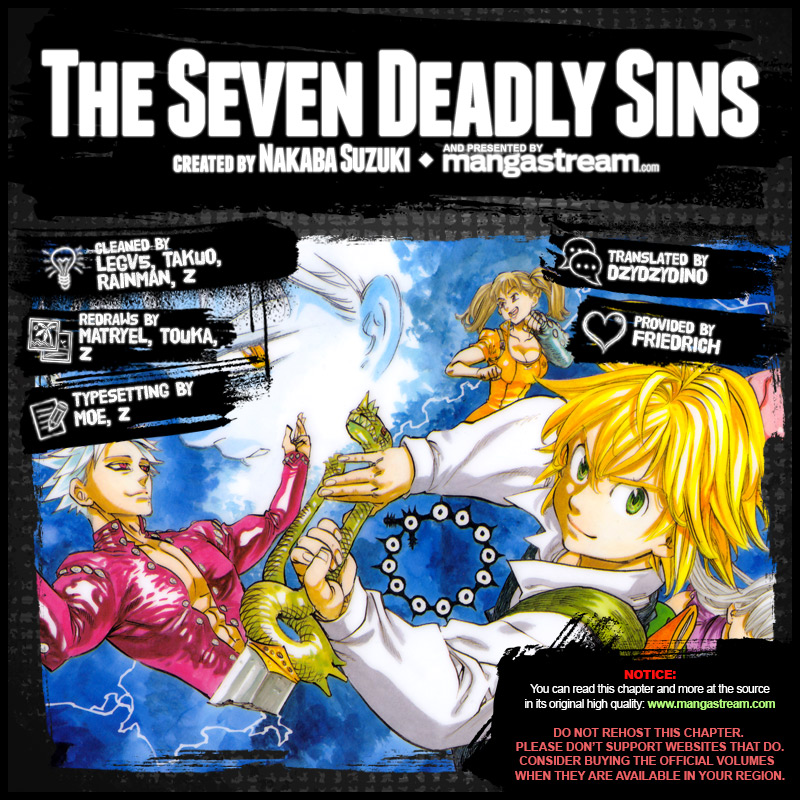 THE SEVEN DEADLY SINS
CREATED BY NAKABA SUZUKI ◆ AND PRESENTED BY mangastream.com
CLEANED BY
LEGV5, TAKUO,
RAINMAN, Z
REDRAWS BY
MATRYEL, TOUKA,
Z
TYPESETTING BY
MOE, Z
TRANSLATED BY
DZYDZYDINO
PROVIDED BY
FRIEDRICH
NOTICE:
You can read this chapter and more at the source
in its original high quality: www.mangastream.com
DO NOT REHOST THIS CHAPTER.
PLEASE DON'T SUPPORT WEBSITES THAT DO.
CONSIDER BUYING THE OFFICIAL VOLUMES
WHEN THEY ARE AVAILABLE IN YOUR REGION.